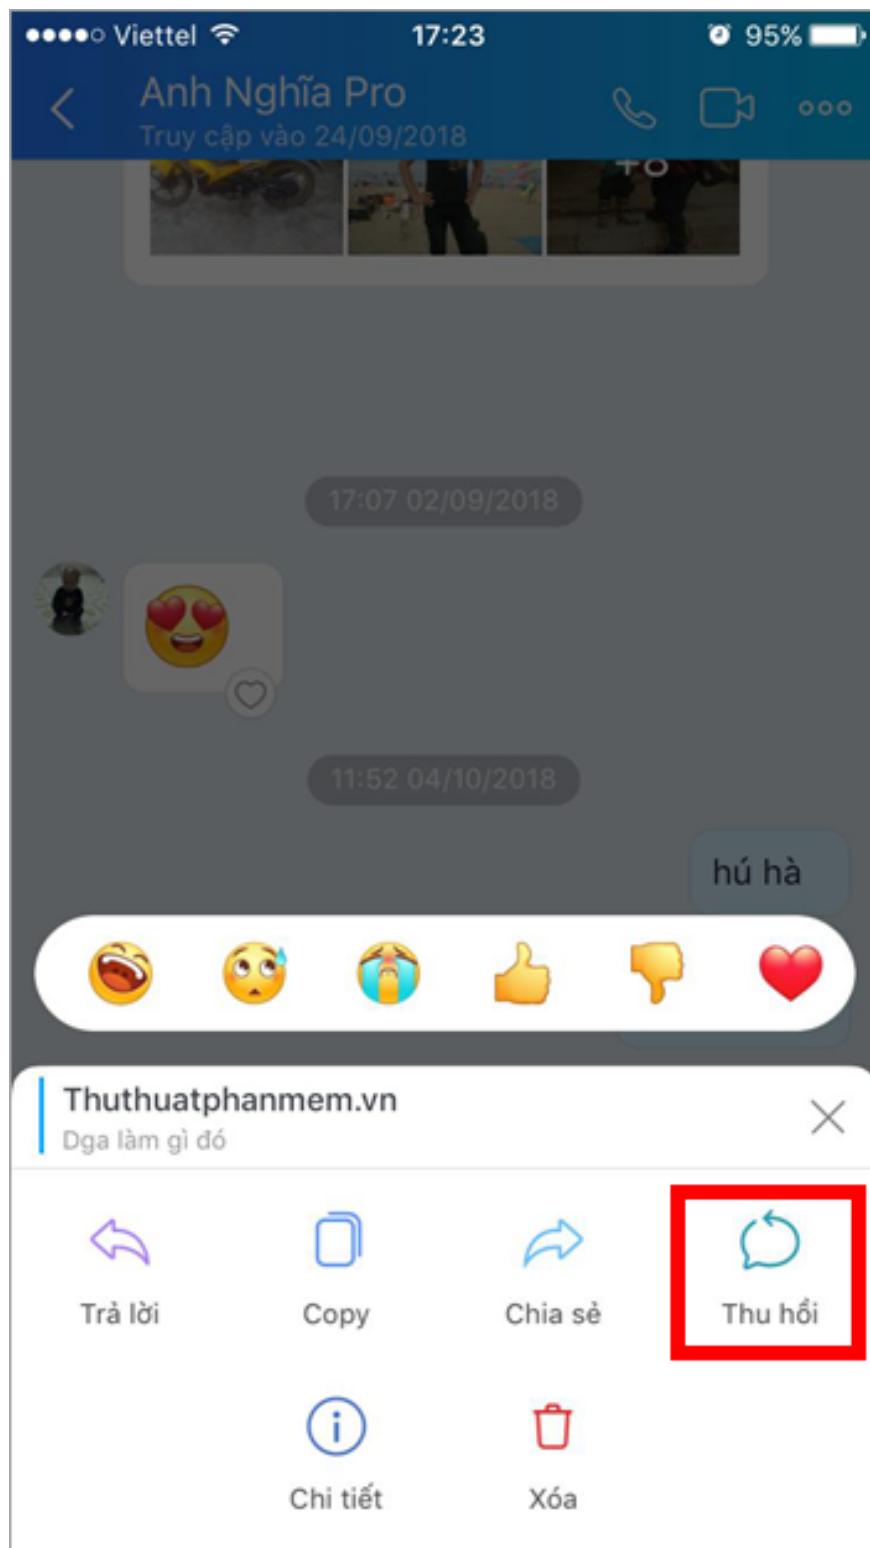 Viettel 17:23 95%
Anh Nghĩa Pro
Truy cập vào 24/09/2018
+8
17:07 02/09/2018
11:52 04/10/2018
hú hà
Thuthuatphanmem.vn
Dga làm gì đó
Trả lời Copy Chia sẻ Thu hồi
Chi tiết Xóa